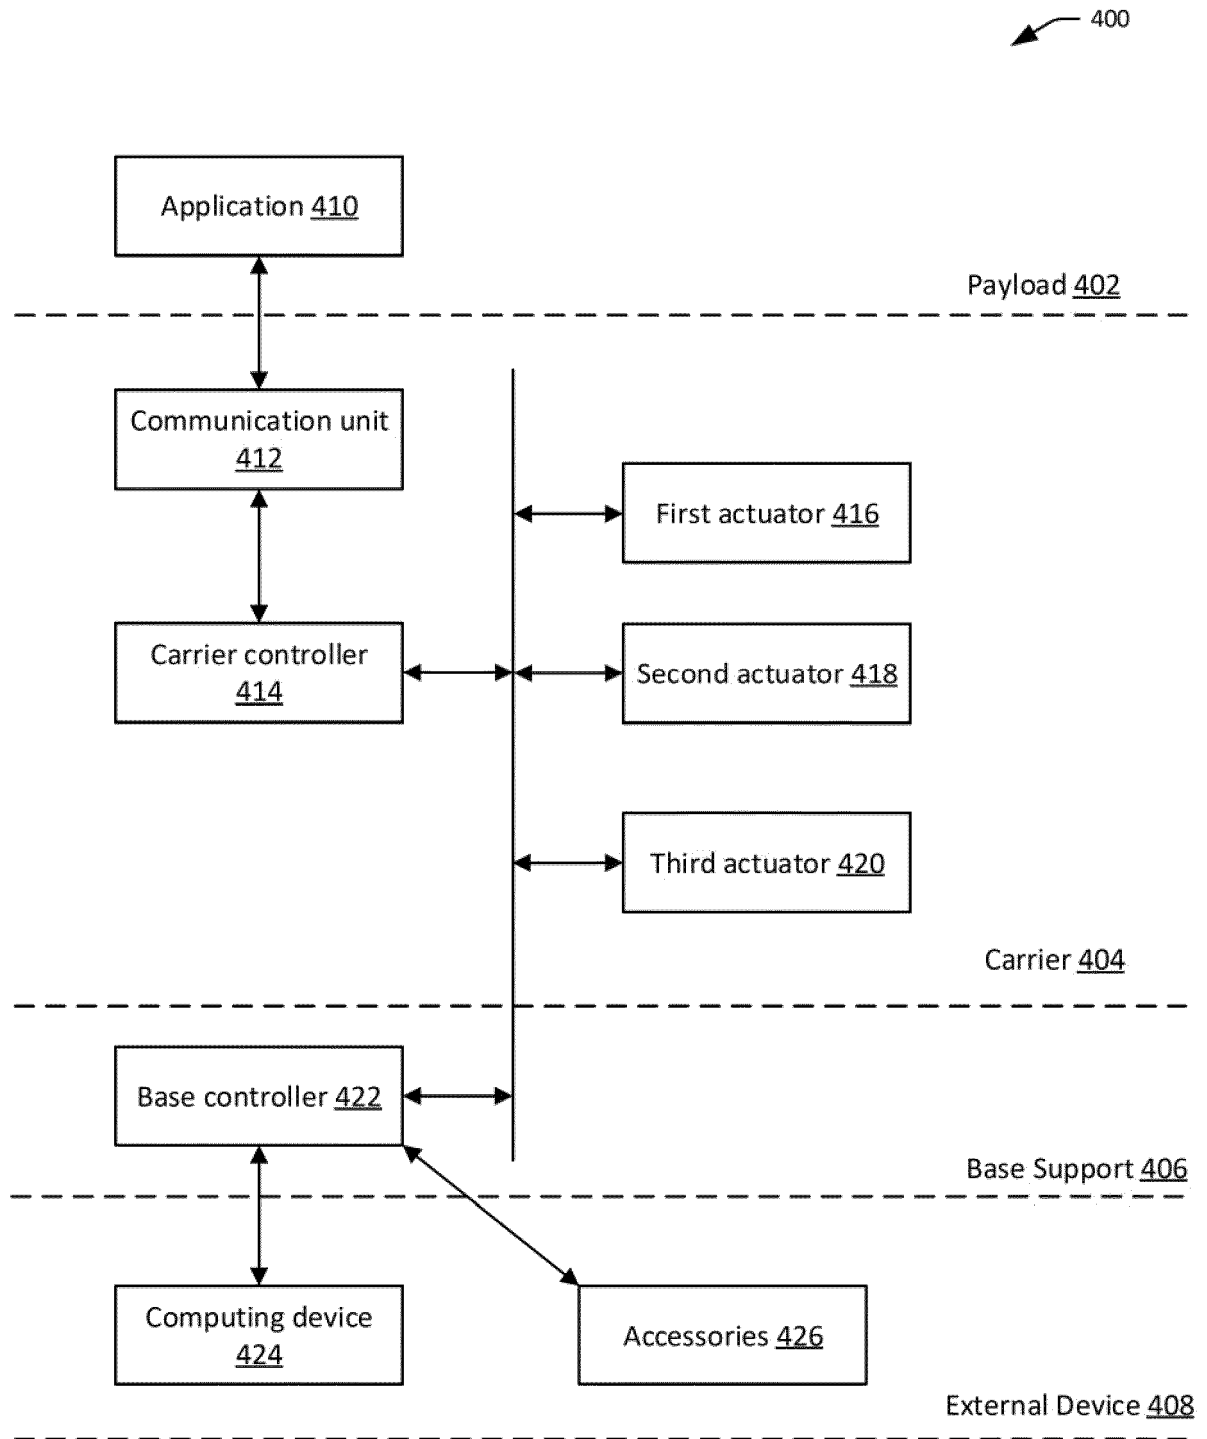 400
Application 410
Payload 402
Communication unit
412
First actuator 416
Carrier controller
414
Second actuator 418
Third actuator 420
Carrier 404
Base controller 422
Base Support 406
Computing device
424
Accessories 426
External Device 408